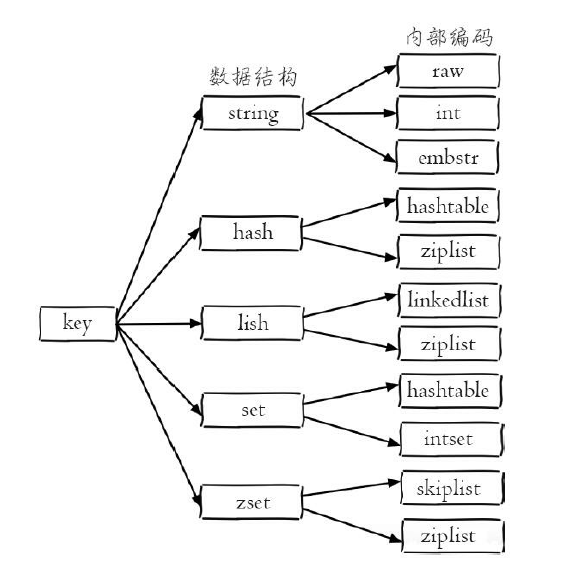 内部编码
数据结构
raw
string
int
embstr
hashtable
hash
ziplist
linkedlist
key
lish
ziplist
hashtable
set
intset
skiplist
zset
ziplist